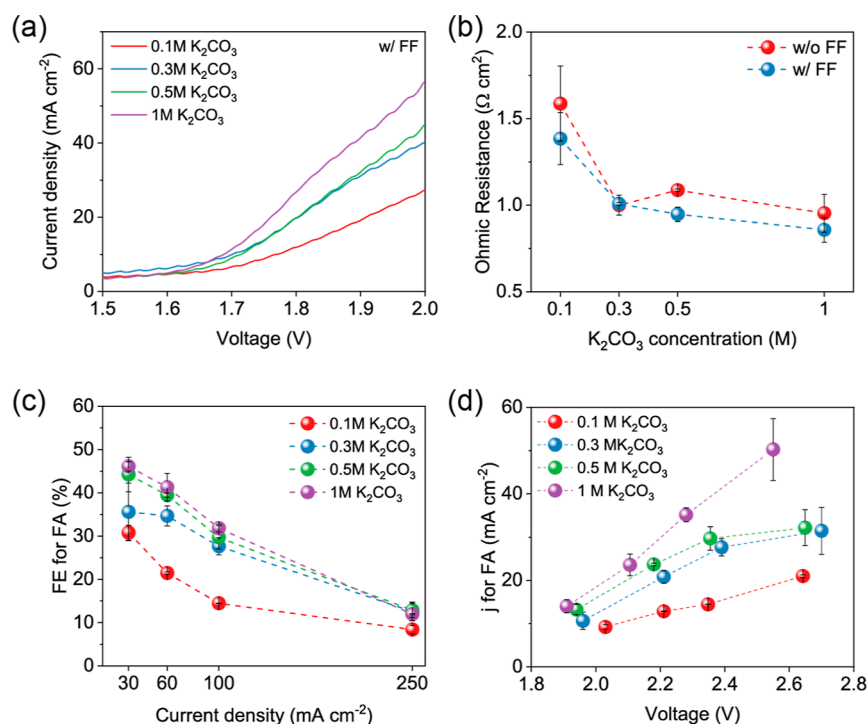 (a)
0.1M K₂CO₃
0.3M K₂CO₃
0.5M K₂CO₃
1M K₂CO₃
w/ FF
Current density (mA cm⁻²)
60
40
20
0
1.5 1.6 1.7 1.8 1.9 2.0
Voltage (V)
(b)
w/o FF
w/ FF
Ohmic Resistance (Ω cm²)
2.0
1.5
1.0
0.5
0.1 0.3 0.5 1
K₂CO₃ concentration (M)
(c)
0.1M K₂CO₃
0.3M K₂CO₃
0.5M K₂CO₃
1M K₂CO₃
FE for FA (%)
60
50
40
30
20
10
0
30 60 100 250
Current density (mA cm⁻²)
(d)
0.1 M K₂CO₃
0.3 MK₂CO₃
0.5 M K₂CO₃
1 M K₂CO₃
j for FA (mA cm⁻²)
60
40
20
0
1.8 2.0 2.2 2.4 2.6 2.8
Voltage (V)